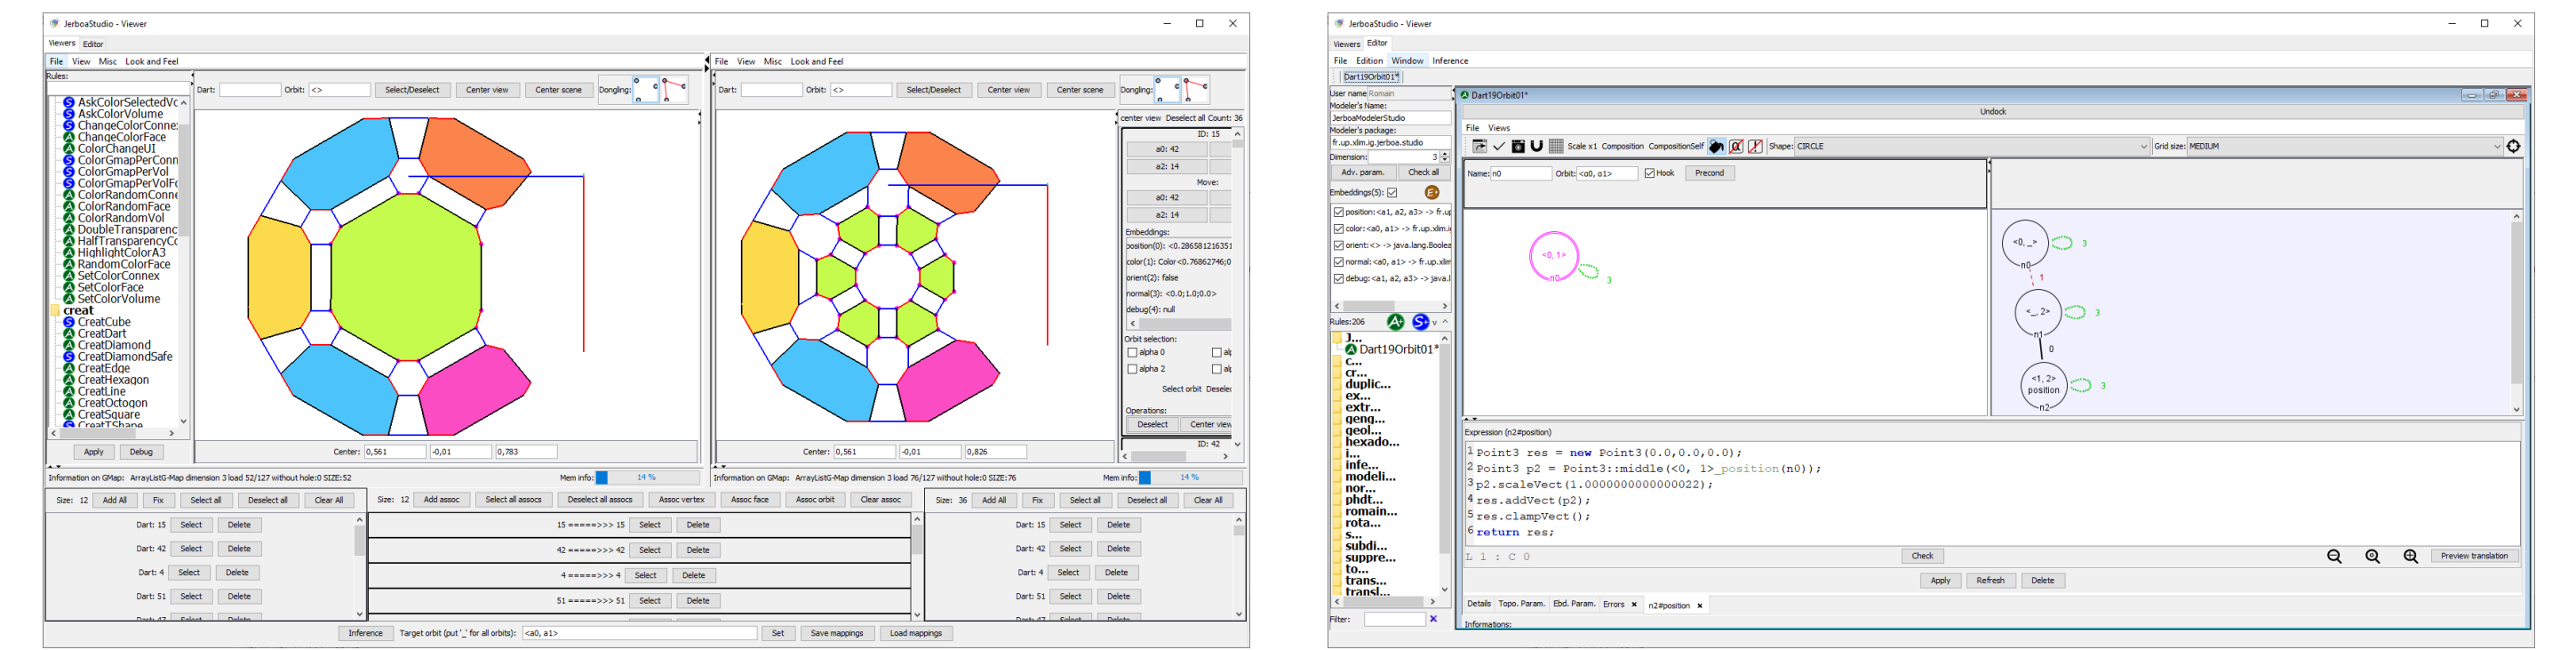 JerboaStudio - Viewer
Viewers Editor
File View Misc Look and Feel
Rules:
AskColorSelectedVc
AskColorVolume
ChangeColorConne:
ChangeColorFace
ColorChangeUI
ColorGmapPerConn
ColorGmapPerVol
ColorGmapPerVolFc
ColorRandomConne
ColorRandomFace
ColorRandomVol
DoubleTransparenc
HalfTransparencyCc
HighlightColorA3
RandomColorFace
SetColorConnex
SetColorFace
SetColorVolume
creat
CreatCube
CreatDart
CreatDiamond
CreatDiamondSafe
CreatEdge
CreatHexagon
CreatLine
CreatOctogon
CreatSquare
CreatTShape
Apply Debug
Dart: Orbit: <> Select/Deselect Center view Center scene Dongling:
Center: 0,561 -0,01 0,783
Information on GMap: ArrayListG-Map dimension 3 load 52/127 without hole:0 SIZE:52 Mem info: 14 %
File View Misc Look and Feel
Dart: Orbit: <> Select/Deselect Center view Center scene Dongling:
center view Deselect all Count: 36
ID: 15
a0: 42
a2: 14
Move:
a0: 42
a2: 14
Embeddings:
position(0): <0.286581216351
color(1): Color<0.76862747;0
orient(2): false
normal(3): <0.0;1.0;0.0>
debug(4): null
Orbit selection:
alpha 0 al
alpha 2 al
Select orbit Deselec
Operations:
Deselect Center view
ID: 42
Center: 0,561 -0,01 0,826
Information on GMap: ArrayListG-Map dimension 3 load 76/127 without hole:0 SIZE:76 Mem info: 14 %
Size: 12 Add All Fix Select all Deselect all Clear All
Dart: 15 Select Delete
Dart: 42 Select Delete
Dart: 4 Select Delete
Dart: 51 Select Delete
Dart: 47 Select Delete
Size: 12 Add assoc Select all assocs Deselect all assocs Assoc vertex Assoc face Assoc orbit Clear assoc
15 =====>>> 15 Select Delete
42 =====>>> 42 Select Delete
4 =====>>> 4 Select Delete
51 =====>>> 51 Select Delete
Size: 36 Add All Fix Select all Deselect all Clear All
Dart: 15 Select Delete
Dart: 42 Select Delete
Dart: 4 Select Delete
Dart: 51 Select Delete
Dart: 47 Select Delete
Inference Target orbit (put '_' for all orbits): <a0, a1> Set Save mappings Load mappings
JerboaStudio - Viewer
Viewers Editor
File Edition Window Inference
Dart19Orbit01*
User name Romain
Modeler's Name:
JerboaModelerStudio
Modeler's package:
fr.up.xlim.ig.jerboa.studio
Dimension: 3
Adv. param. Check all
Embeddings(5):
position:<a1, a2, a3> -> fr.up
color:<a0, a1> -> fr.up.xlim.i
orient:<> -> java.lang.Boolea
normal:<a0, a1> -> fr.up.xlim
debug:<a1, a2, a3> -> java.l
Rules:206 A+ S+ v ^
J...
Dart19Orbit01*
c...
cr...
duplic...
ex...
extr...
geng...
geol...
hexado...
i...
infe...
modeli...
nor...
phdt...
romain...
rota...
s...
subdi...
suppre...
to...
trans...
transl...
Filter:
Dart19Orbit01*
Undock
File Views
Scale x1 Composition CompositionSelf Shape: CIRCLE Grid size: MEDIUM
Name: n0 Orbit: <a0, a1> Hook Precond
<0, 1>
n0
3
<0, _>
n0
3
1
<_, 2>
n1
3
0
<1, 2>
position
n2
3
Expression (n2#position)
1 Point3 res = new Point3(0.0,0.0,0.0);
2 Point3 p2 = Point3::middle(<0, 1>_position(n0));
3 p2.scaleVect(1.0000000000000022);
4 res.addVect(p2);
5 res.clampVect();
6 return res;
L 1 : C 0 Check Preview translation
Apply Refresh Delete
Details Topo. Param. Ebd. Param. Errors n2#position
Informations: